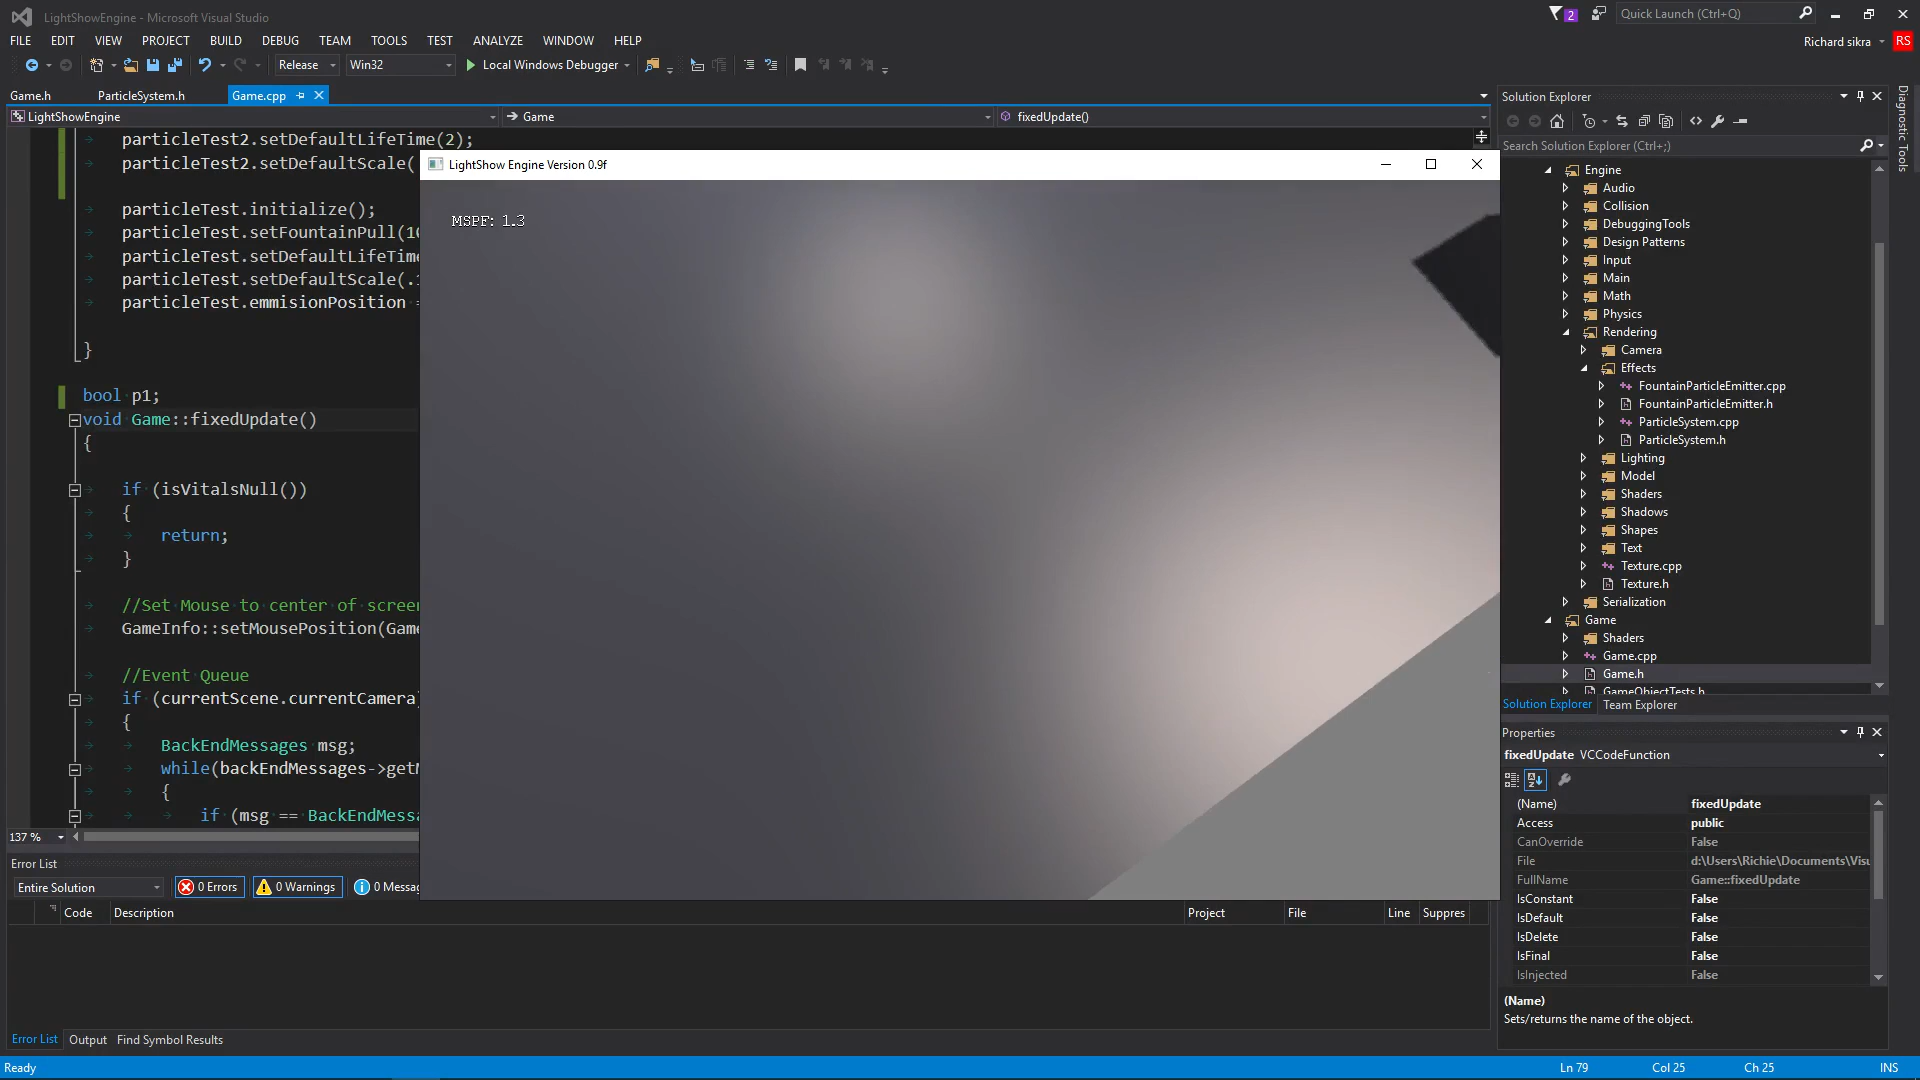 LightShowEngine - Microsoft Visual Studio
2
Quick Launch (Ctrl+Q)
FILE EDIT VIEW PROJECT BUILD DEBUG TEAM TOOLS TEST ANALYZE WINDOW HELP
Richard sikra
RS
Release
Win32
Local Windows Debugger
Game.h
ParticleSystem.h
Game.cpp
LightShowEngine
Game
fixedUpdate()
particleTest2.setDefaultLifeTime(2);
particleTest2.setDefaultScale(
particleTest.initialize();
particleTest.setFountainPull(
particleTest.setDefaultLifeTime
particleTest.setDefaultScale(.
particleTest.emmisionPosition
}
bool p1;
void Game::fixedUpdate()
{
if (isVitalsNull())
{
return;
}
//Set Mouse to center of screen
GameInfo::setMousePosition(Game
//Event Queue
if (currentScene.currentCamera)
{
BackEndMessages msg;
while(backEndMessages->getM
{
if (msg == BackEndMessa
137 %
LightShow Engine Version 0.9f
MSPF: 1.3
Solution Explorer
Search Solution Explorer (Ctrl+;)
Engine
Audio
Collision
DebuggingTools
Design Patterns
Input
Main
Math
Physics
Rendering
Camera
Effects
FountainParticleEmitter.cpp
FountainParticleEmitter.h
ParticleSystem.cpp
ParticleSystem.h
Lighting
Model
Shaders
Shadows
Shapes
Text
Texture.cpp
Texture.h
Serialization
Game
Shaders
Game.cpp
Game.h
GameObjectTests.h
Solution Explorer
Team Explorer
Diagnostic Tools
Properties
fixedUpdate VCCodeFunction
(Name) fixedUpdate
Access public
CanOverride False
File d:\Users\Richie\Documents\Visu
FullName Game::fixedUpdate
IsConstant False
IsDefault False
IsDelete False
IsFinal False
IsInjected False
(Name)
Sets/returns the name of the object.
Error List
Entire Solution
0 Errors
0 Warnings
0 Messag
Code Description Project File Line Suppres
Error List Output Find Symbol Results
Ready
Ln 79 Col 25 Ch 25 INS